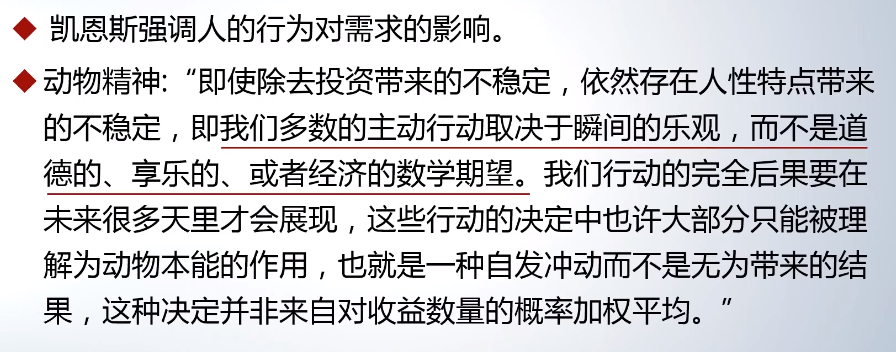 ◆ 凯恩斯强调人的行为对需求的影响。
◆ 动物精神:“即使除去投资带来的不稳定，依然存在人性特点带来
的不稳定，即我们多数的主动行动取决于瞬间的乐观，而不是道
德的、享乐的、或者经济的数学期望。我们行动的完全后果要在
未来很多天里才会展现，这些行动的决定中也许大部分只能被理
解为动物本能的作用，也就是一种自发冲动而不是无为带来的结
果，这种决定并非来自对收益数量的概率加权平均。”